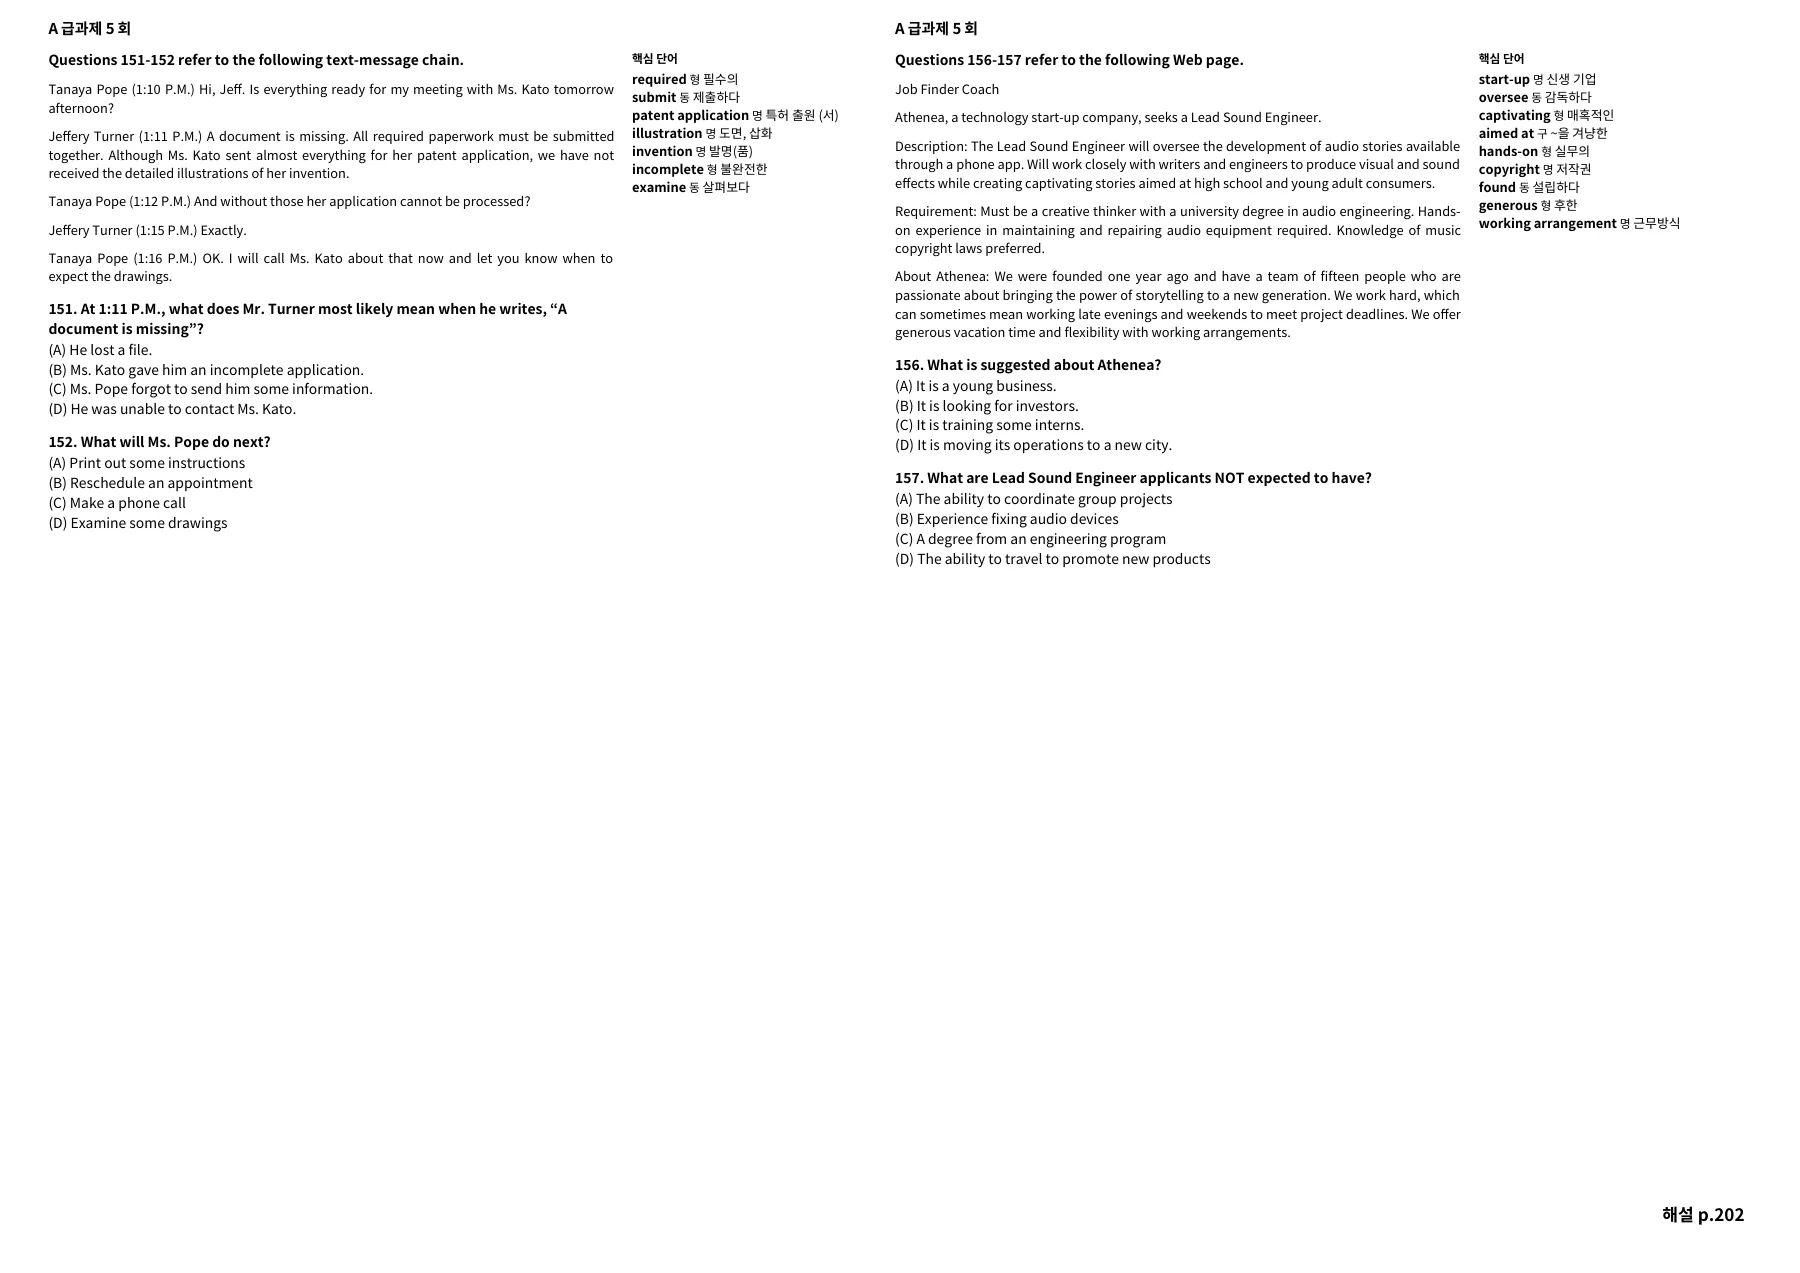 A 급과제 5 회
Questions 151-152 refer to the following text-message chain.
Tanaya Pope (1:10 P.M.) Hi, Jeff. Is everything ready for my meeting with Ms. Kato tomorrow
afternoon?
Jeffery Turner (1:11 P.M.) A document is missing. All required paperwork must be submitted
together. Although Ms. Kato sent almost everything for her patent application, we have not
received the detailed illustrations of her invention.
Tanaya Pope (1:12 P.M.) And without those her application cannot be processed?
Jeffery Turner (1:15 P.M.) Exactly.
Tanaya Pope (1:16 P.M.) OK. I will call Ms. Kato about that now and let you know when to
expect the drawings.
151. At 1:11 P.M., what does Mr. Turner most likely mean when he writes, “A
document is missing”?
(A) He lost a file.
(B) Ms. Kato gave him an incomplete application.
(C) Ms. Pope forgot to send him some information.
(D) He was unable to contact Ms. Kato.
152. What will Ms. Pope do next?
(A) Print out some instructions
(B) Reschedule an appointment
(C) Make a phone call
(D) Examine some drawings
핵심 단어
required 형 필수의
submit 동 제출하다
patent application 명 특허 출원 (서)
illustration 명 도면, 삽화
invention 명 발명(품)
incomplete 형 불완전한
examine 동 살펴보다
A 급과제 5 회
Questions 156-157 refer to the following Web page.
Job Finder Coach
Athenea, a technology start-up company, seeks a Lead Sound Engineer.
Description: The Lead Sound Engineer will oversee the development of audio stories available
through a phone app. Will work closely with writers and engineers to produce visual and sound
effects while creating captivating stories aimed at high school and young adult consumers.
Requirement: Must be a creative thinker with a university degree in audio engineering. Hands-
on experience in maintaining and repairing audio equipment required. Knowledge of music
copyright laws preferred.
About Athenea: We were founded one year ago and have a team of fifteen people who are
passionate about bringing the power of storytelling to a new generation. We work hard, which
can sometimes mean working late evenings and weekends to meet project deadlines. We offer
generous vacation time and flexibility with working arrangements.
156. What is suggested about Athenea?
(A) It is a young business.
(B) It is looking for investors.
(C) It is training some interns.
(D) It is moving its operations to a new city.
157. What are Lead Sound Engineer applicants NOT expected to have?
(A) The ability to coordinate group projects
(B) Experience fixing audio devices
(C) A degree from an engineering program
(D) The ability to travel to promote new products
핵심 단어
start-up 명 신생 기업
oversee 동 감독하다
captivating 형 매혹적인
aimed at 구 ~을 겨냥한
hands-on 형 실무의
copyright 명 저작권
found 동 설립하다
generous 형 후한
working arrangement 명 근무방식
해설 p.202